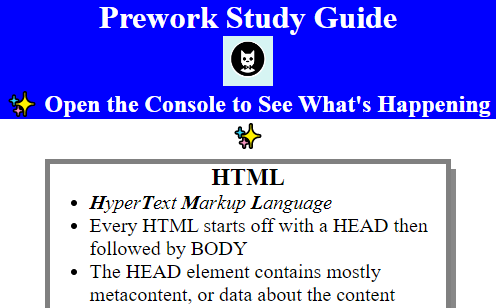 Prework Study Guide
✨ Open the Console to See What's Happening
✨
HTML
HyperText Markup Language
Every HTML starts off with a HEAD then
followed by BODY
The HEAD element contains mostly
metacontent, or data about the content